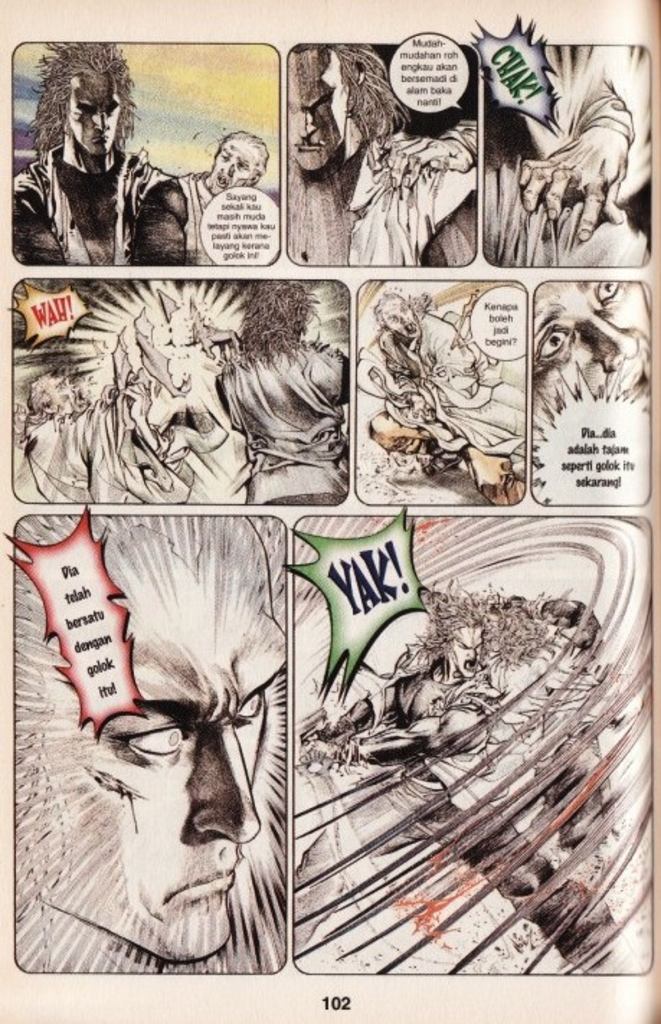 Sayang
sekali kau
masih muda
tetapi nyawa kau
pasti akan me-
layang kerana
golok ini!
Mudah-
mudahan roh
engkau akan
bersemadi di
alam baka
nanti!
CHAK!
WAH!
Kenapa
boleh
jadi
begini?
Dia...dia
adalah tajam
seperti golok itu
sekarang!
Dia
telah
bersatu
dengan
golok
itu!
YAK!
102